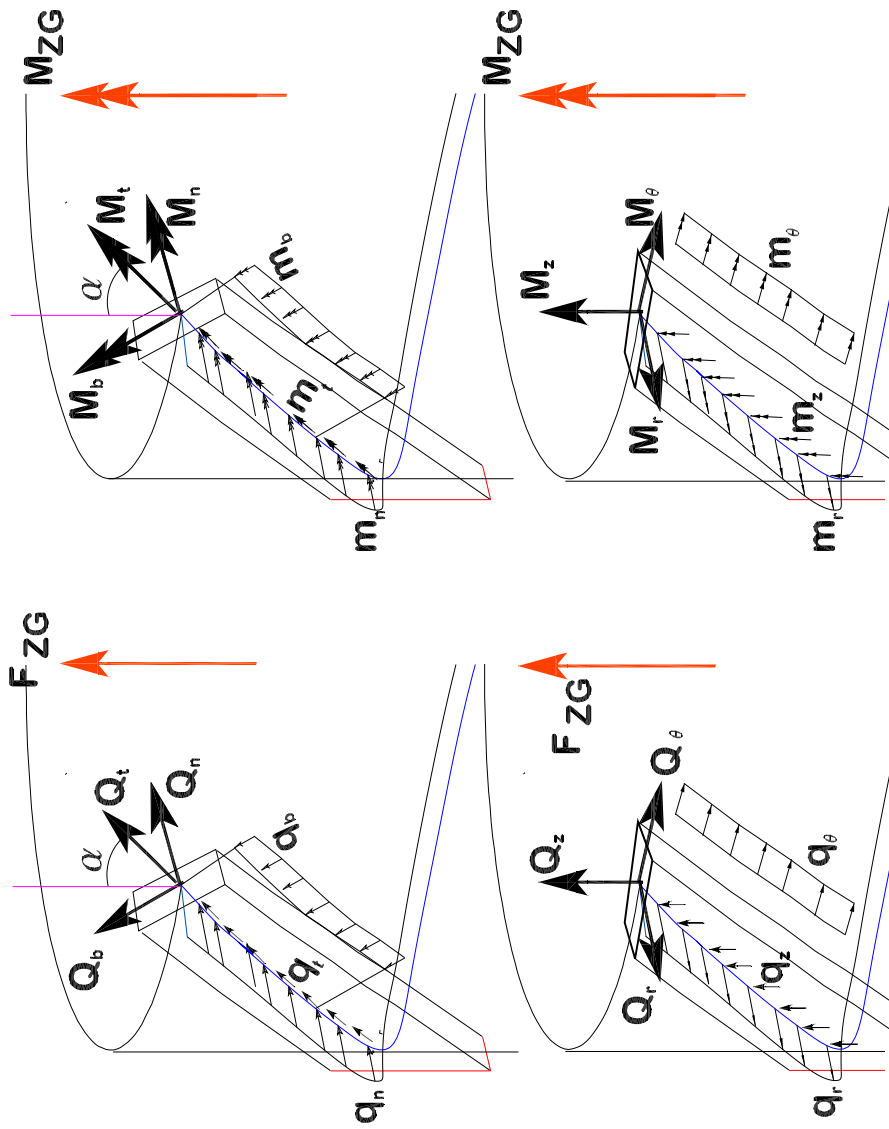 M_ZG
M_ZG
M_t
M_n
α
M_b
m_b
m_t
m_n
M_z
M_θ
M_r
m_θ
m_z
m_r
F_ZG
F_ZG
Q_t
Q_n
α
Q_b
q_b
q_t
q_n
Q_z
Q_θ
Q_r
q_θ
q_z
q_r